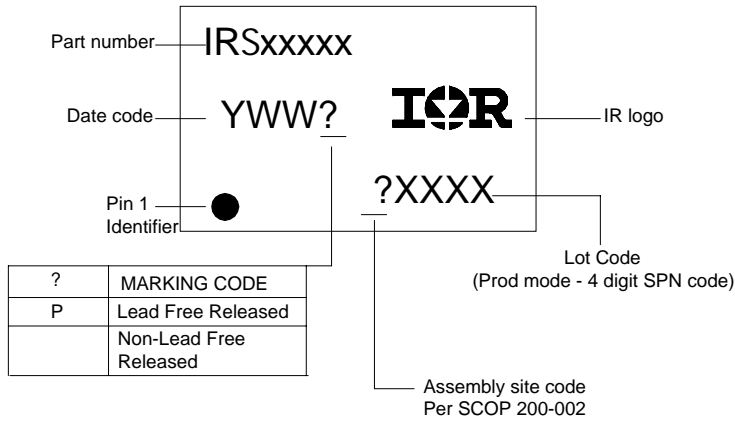 Part number
IRSxxxxx
Date code
YWW?
IOR
IR logo
Pin 1
Identifier
?XXXX
Lot Code
(Prod mode - 4 digit SPN code)
? MARKING CODE
P Lead Free Released
Non-Lead Free
Released
Assembly site code
Per SCOP 200-002